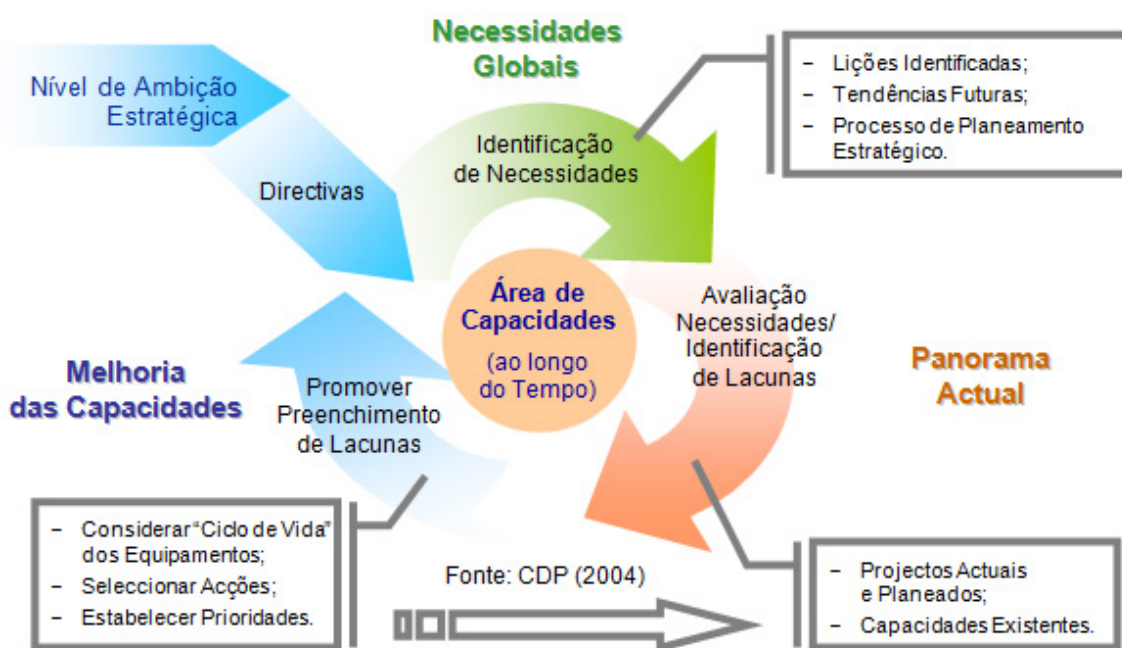 Necessidades
Globais
Nível de Ambição
Estratégica
Directivas
Identificação
de Necessidades
– Lições Identificadas;
– Tendências Futuras;
– Processo de Planeamento
Estratégico.
Área de
Capacidades
(ao longo
do Tempo)
Avaliação
Necessidades/
Identificação
de Lacunas
Panorama
Actual
Melhoria
das Capacidades
Promover
Preenchimento
de Lacunas
– Considerar “Ciclo de Vida”
dos Equipamentos;
– Seleccionar Acções;
– Estabelecer Prioridades.
Fonte: CDP (2004)
– Projectos Actuais
e Planeados;
– Capacidades Existentes.